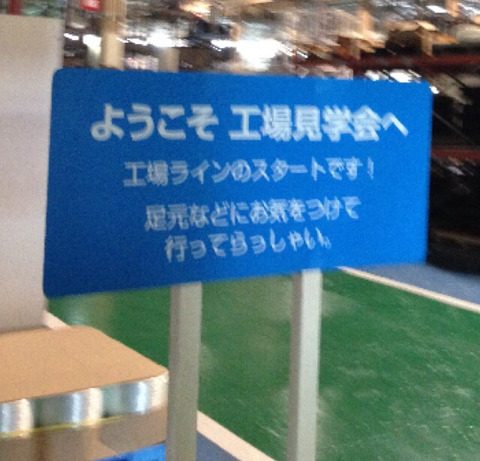 ようこそ 工場見学会へ
工場ラインのスタートです！
足元などにお気をつけて
行ってらっしゃい。